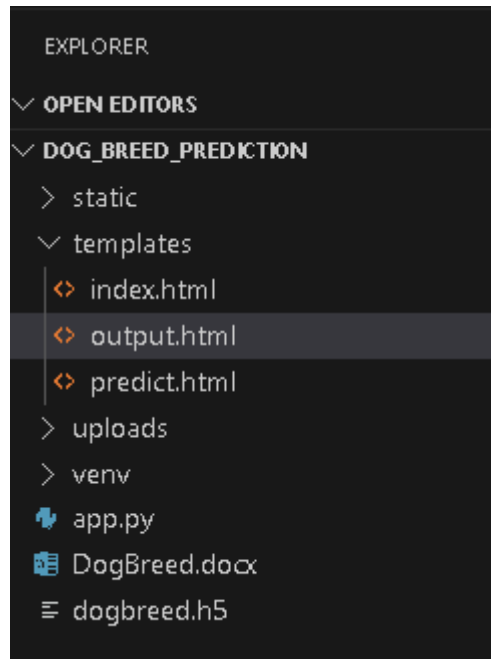 EXPLORER
OPEN EDITORS
DOG_BREED_PREDICTION
static
templates
index.html
output.html
predict.html
uploads
venv
app.py
DogBreed.docx
dogbreed.h5